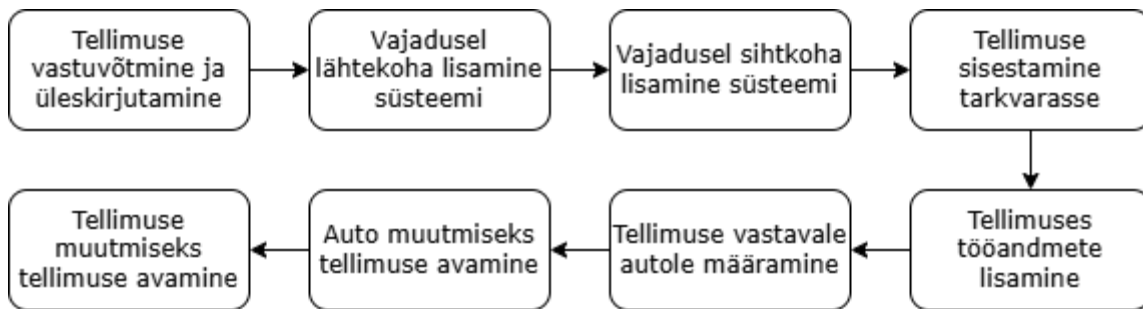 Tellimuse
vastuvõtmine ja
üleskirjutamine
Vajadusel
lähtekoha lisamine
süsteemi
Vajadusel sihtkoha
lisamine süsteemi
Tellimuse
sisestamine
tarkvarasse
Tellimuses
tööandmete
lisamine
Tellimuse vastavale
autole määramine
Auto muutmiseks
tellimuse avamine
Tellimuse
muutmiseks
tellimuse avamine